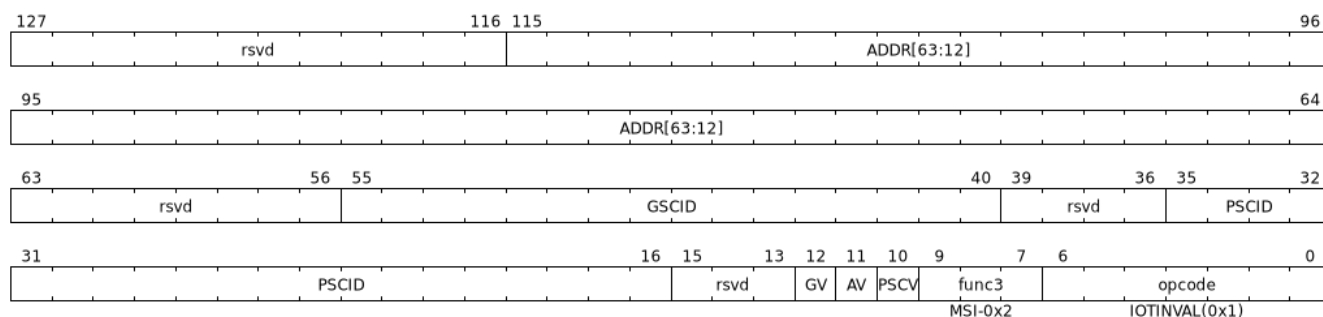 127 116 115 96
rsvd ADDR[63:12]
95 64
ADDR[63:12]
63 56 55 40 39 36 35 32
rsvd GSCID rsvd PSCID
31 16 15 13 12 11 10 9 7 6 0
PSCID rsvd GV AV PSCV func3 opcode
MSI-0x2 IOTINVAL(0x1)